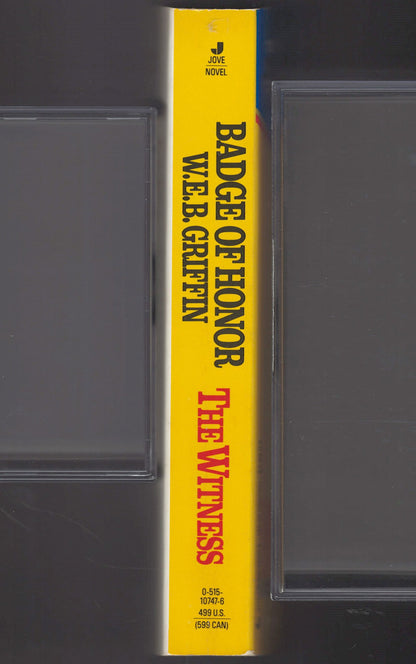 J
JOVE
NOVEL
BADGE OF HONOR
W.E.B. GRIFFIN
THE WITNESS
0-515-
10747-6
499 U.S.
(599 CAN)